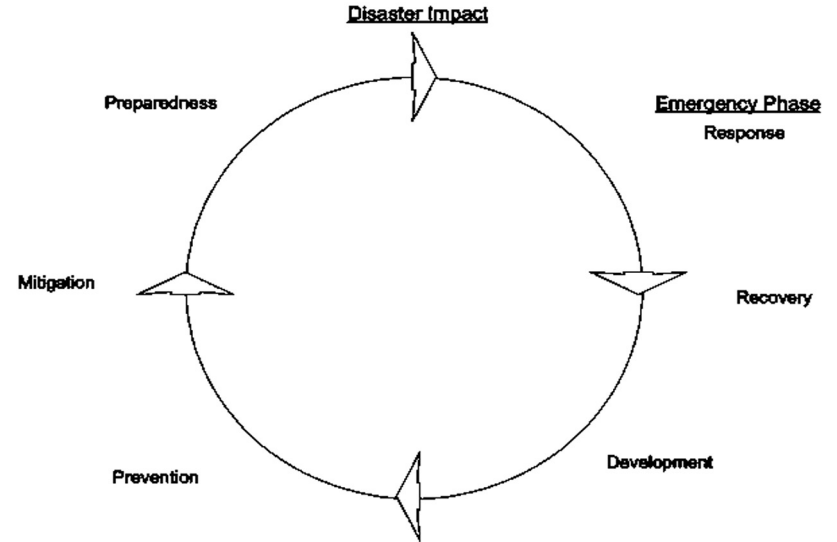 Disaster Impact
Preparedness
Emergency Phase
Response
Mitigation
Recovery
Development
Prevention